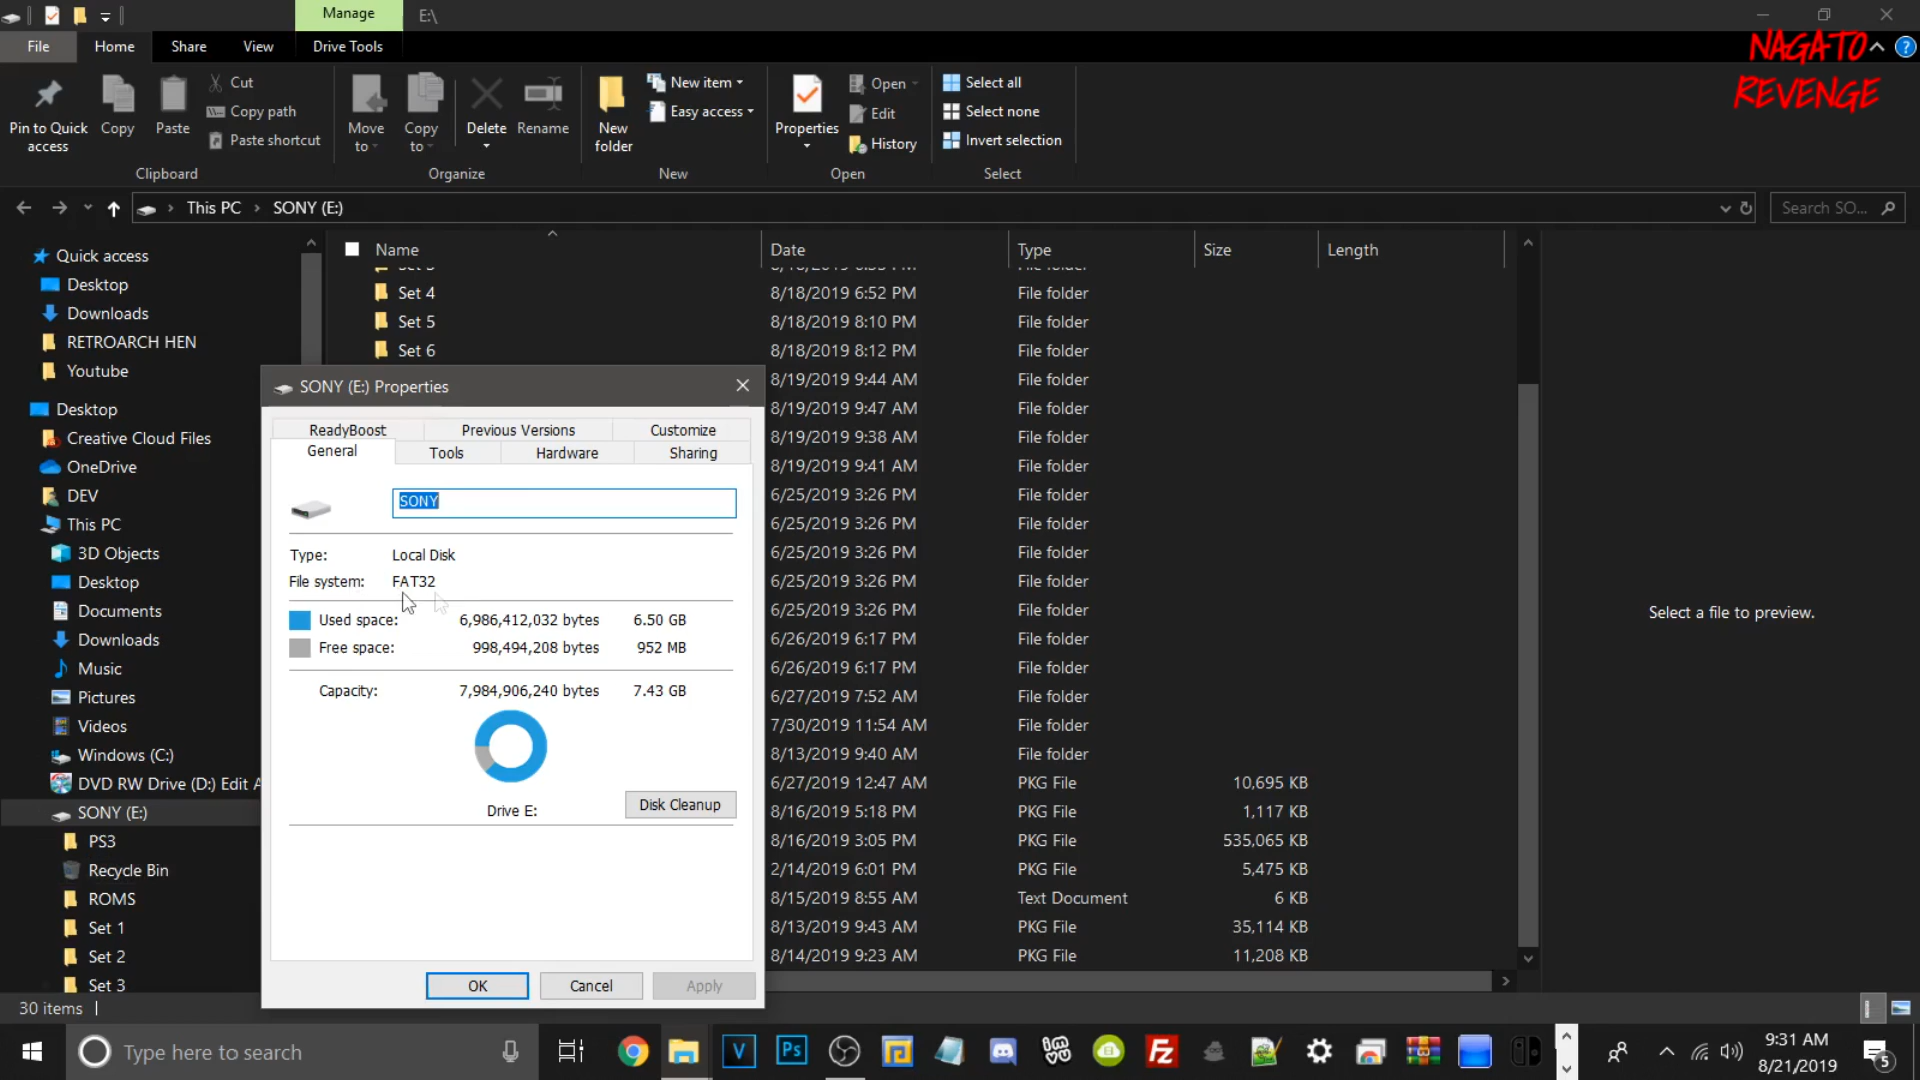 Manage
E:\
File
Home
Share
View
Drive Tools
NAGATO
REVENGE
Pin to Quick
access
Copy
Paste
Cut
Copy path
Paste shortcut
Clipboard
Move
to
Copy
to
Delete
Rename
Organize
New
folder
New item
Easy access
New
Properties
Open
Edit
History
Open
Select all
Select none
Invert selection
Select
This PC
SONY (E:)
Search SO...
Name
Date
Type
Size
Length
Quick access
Desktop
Downloads
RETROARCH HEN
Youtube
Desktop
Creative Cloud Files
OneDrive
DEV
This PC
3D Objects
Desktop
Documents
Downloads
Music
Pictures
Videos
Windows (C:)
DVD RW Drive (D:) Edit A
SONY (E:)
PS3
Recycle Bin
ROMS
Set 1
Set 2
Set 3
Set 4 8/18/2019 6:52 PM File folder
Set 5 8/18/2019 8:10 PM File folder
Set 6 8/18/2019 8:12 PM File folder
8/19/2019 9:44 AM File folder
8/19/2019 9:47 AM File folder
8/19/2019 9:38 AM File folder
8/19/2019 9:41 AM File folder
6/25/2019 3:26 PM File folder
6/25/2019 3:26 PM File folder
6/25/2019 3:26 PM File folder
6/25/2019 3:26 PM File folder
6/25/2019 3:26 PM File folder
6/26/2019 6:17 PM File folder
6/26/2019 6:17 PM File folder
6/27/2019 7:52 AM File folder
7/30/2019 11:54 AM File folder
8/13/2019 9:40 AM File folder
6/27/2019 12:47 AM PKG File 10,695 KB
8/16/2019 5:18 PM PKG File 1,117 KB
8/16/2019 3:05 PM PKG File 535,065 KB
2/14/2019 6:01 PM PKG File 5,475 KB
8/15/2019 8:55 AM Text Document 6 KB
8/13/2019 9:43 AM PKG File 35,114 KB
8/14/2019 9:23 AM PKG File 11,208 KB
SONY (E:) Properties
ReadyBoost
Previous Versions
Customize
General
Tools
Hardware
Sharing
SONY
Type: Local Disk
File system: FAT32
Used space: 6,986,412,032 bytes 6.50 GB
Free space: 998,494,208 bytes 952 MB
Capacity: 7,984,906,240 bytes 7.43 GB
Drive E:
Disk Cleanup
OK
Cancel
Apply
Select a file to preview.
30 items
Type here to search
V
Ps
Fz
9:31 AM
8/21/2019
5